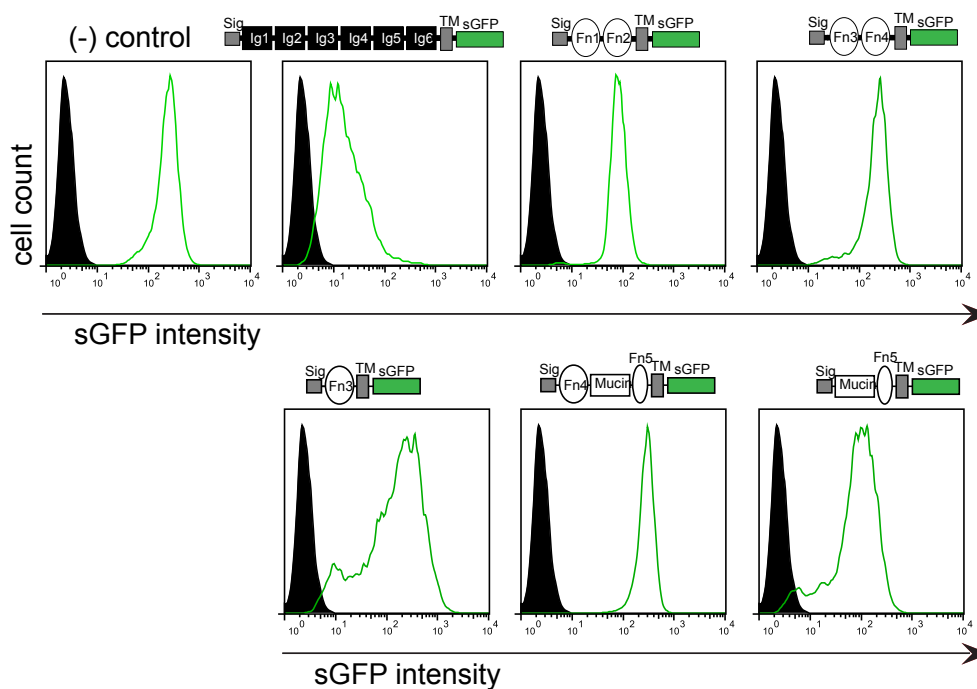 (-) control
Sig Ig1 Ig2 Ig3 Ig4 Ig5 Ig6 TM sGFP
Sig Fn1 Fn2 TM sGFP
Sig Fn3 Fn4 TM sGFP
cell count
10^0 10^1 10^2 10^3 10^4
10^0 10^1 10^2 10^3 10^4
10^0 10^1 10^2 10^3 10^4
10^0 10^1 10^2 10^3 10^4
sGFP intensity
Sig Fn3 TM sGFP
Sig Fn4 Mucin Fn5 TM sGFP
Sig Mucin Fn5 TM sGFP
10^0 10^1 10^2 10^3 10^4
10^0 10^1 10^2 10^3 10^4
10^0 10^1 10^2 10^3 10^4
sGFP intensity